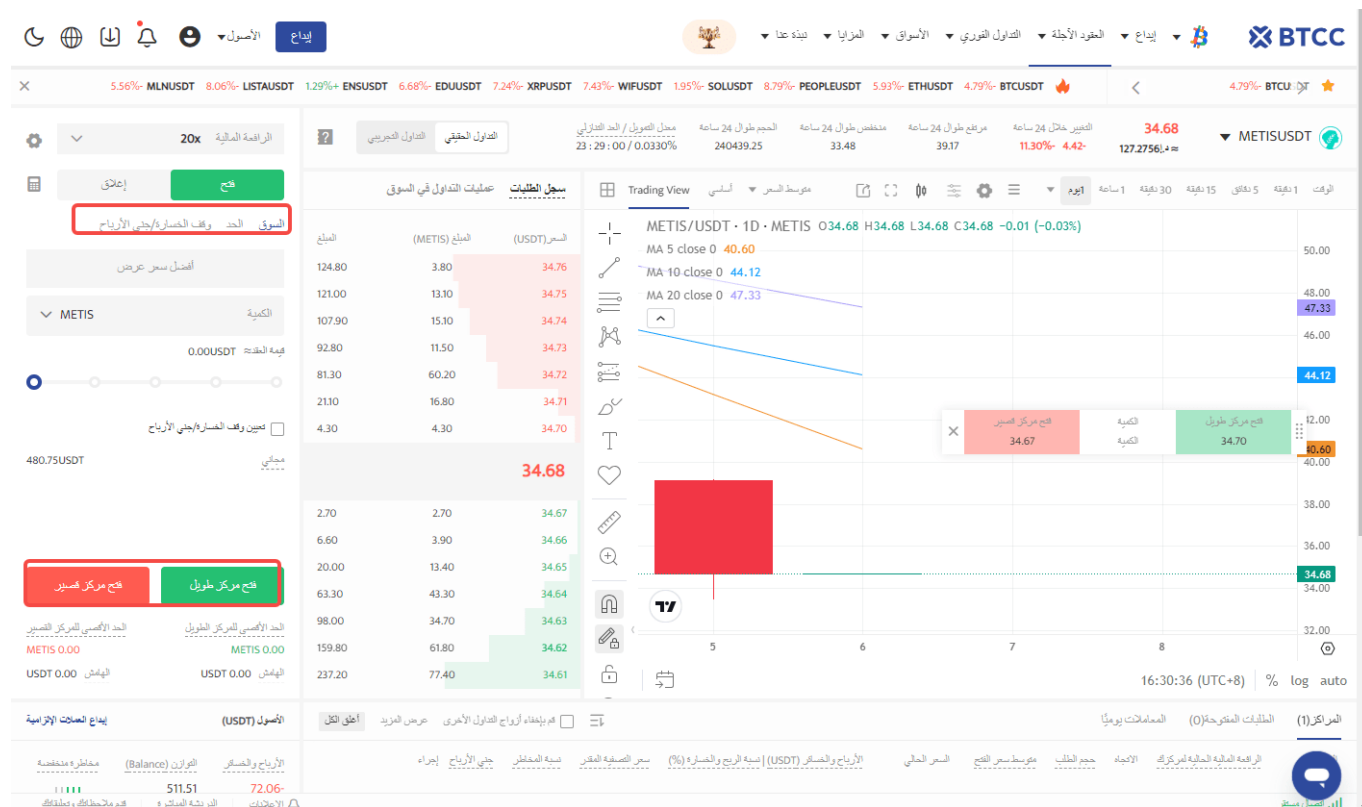 BTCC
إيداع
العقود الآجلة
التداول الفوري
الأسواق
المزايا
نبذة عنا
إيداع
الأصول
4.79%- BTCU
BTCUSDT 4.79%-
ETHUSDT 5.93%-
PEOPLEUSDT 8.79%-
SOLUSDT 1.95%
WIFUSDT 7.43%-
XRPUSDT 7.24%-
EDUUSDT 6.68%-
ENSUSDT 1.29%+
LISTAUSDT 8.06%-
MLNUSDT 5.56%-
METISUSDT
34.68
127.2756
التغيير خلال 24 ساعة
11.30%- 4.42-
مرتفع طوال 24 ساعة
39.17
منخفض طوال 24 ساعة
33.48
الحجم طوال 24 ساعة
240439.25
معدل التمويل / العد التنازلي
23 : 29 : 00 / 0.0330%
التداول الحقيقي
التداول التجريبي
الرافعة المالية
20x
فتح
إغلاق
السوق
الحد
وقف الخسارة/جني الأرباح
أفضل سعر عرض
الكمية
METIS
قيمة العقد≈ 0.00USDT
تعيين وقف الخسارة/جني الأرباح
مجاني
480.75USDT
فتح مركز طويل
فتح مركز قصير
الحد الأقصى للمركز الطويل
الحد الأقصى للمركز القصير
METIS 0.00
METIS 0.00
الهامش USDT 0.00
الهامش USDT 0.00
سجل الطلبات
عمليات التداول في السوق
السعر(USDT) المبلغ (METIS) المبلغ
34.76 3.80 124.80
34.75 13.10 121.00
34.74 15.10 107.90
34.73 11.50 92.80
34.72 60.20 81.30
34.71 16.80 21.10
34.70 4.30 4.30
34.68
34.67 2.70 2.70
34.66 3.90 6.60
34.65 13.40 20.00
34.64 43.30 63.30
34.63 34.70 98.00
34.62 61.80 159.80
34.61 77.40 237.20
الوقت
1 دقيقة
5 دقائق
15 دقيقة
30 دقيقة
1 ساعة
1يوم
متوسط السعر
أساسي
Trading View
METIS/USDT · 1D · METIS O34.68 H34.68 L34.68 C34.68 −0.01 (−0.03%)
MA 5 close 0 40.60
MA 10 close 0 44.12
MA 20 close 0 47.33
50.00
48.00
47.33
46.00
44.12
42.00
40.60
40.00
38.00
36.00
34.68
34.00
32.00
فتح مركز طويل
34.70
الكمية
الكمية
فتح مركز قصير
34.67
5 6 7 8
16:30:36 (UTC+8) % log auto
المراكز(1)
الطلبات المفتوحة(0)
المعاملات يوميًا
قم بإخفاء أزواج التداول الأخرى
عرض المزيد
أغلق الكل
الرافعة المالية الحالية لمركزك
الاتجاه
حجم الطلب
متوسط سعر الفتح
السعر الحالي
الأرباح والخسائر (USDT) | نسبة الربح والخسارة (%)
سعر التصفية المقدر
نسبة المخاطر
جني الأرباح
إجراء
الأصول (USDT)
إيداع العملات الإلزامية
الأرباح والخسائر
72.06-
التوازن (Balance)
511.51
مخاطرة منخفضة
الإعلانات
الدردشة المباشرة
قدم ملاحظاتك وتعليقاتك